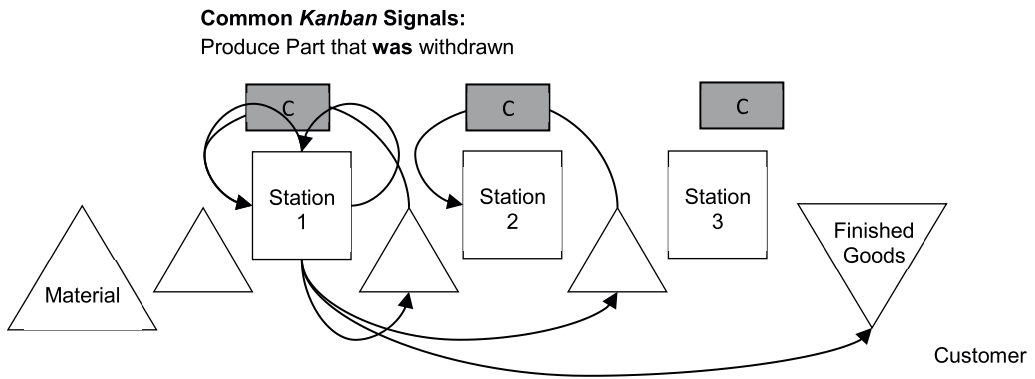 Common Kanban Signals:
Produce Part that was withdrawn
C
C
C
Station
1
Station
2
Station
3
Material
Finished
Goods
Customer